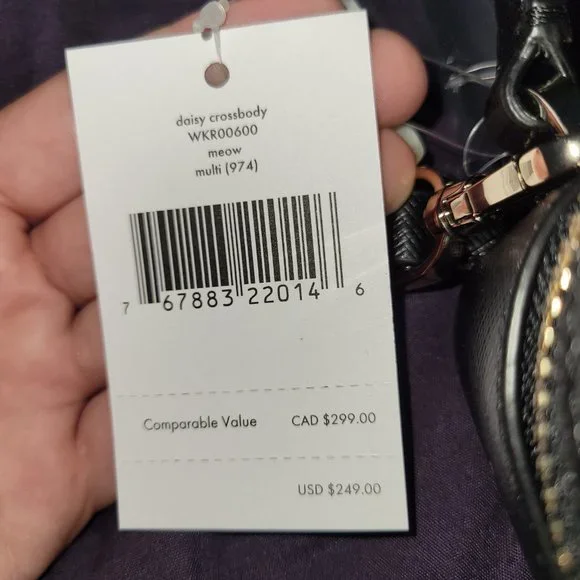 daisy crossbody
WKR00600
meow
multi (974)
7 67883 22014 6
Comparable Value CAD $299.00
USD $249.00